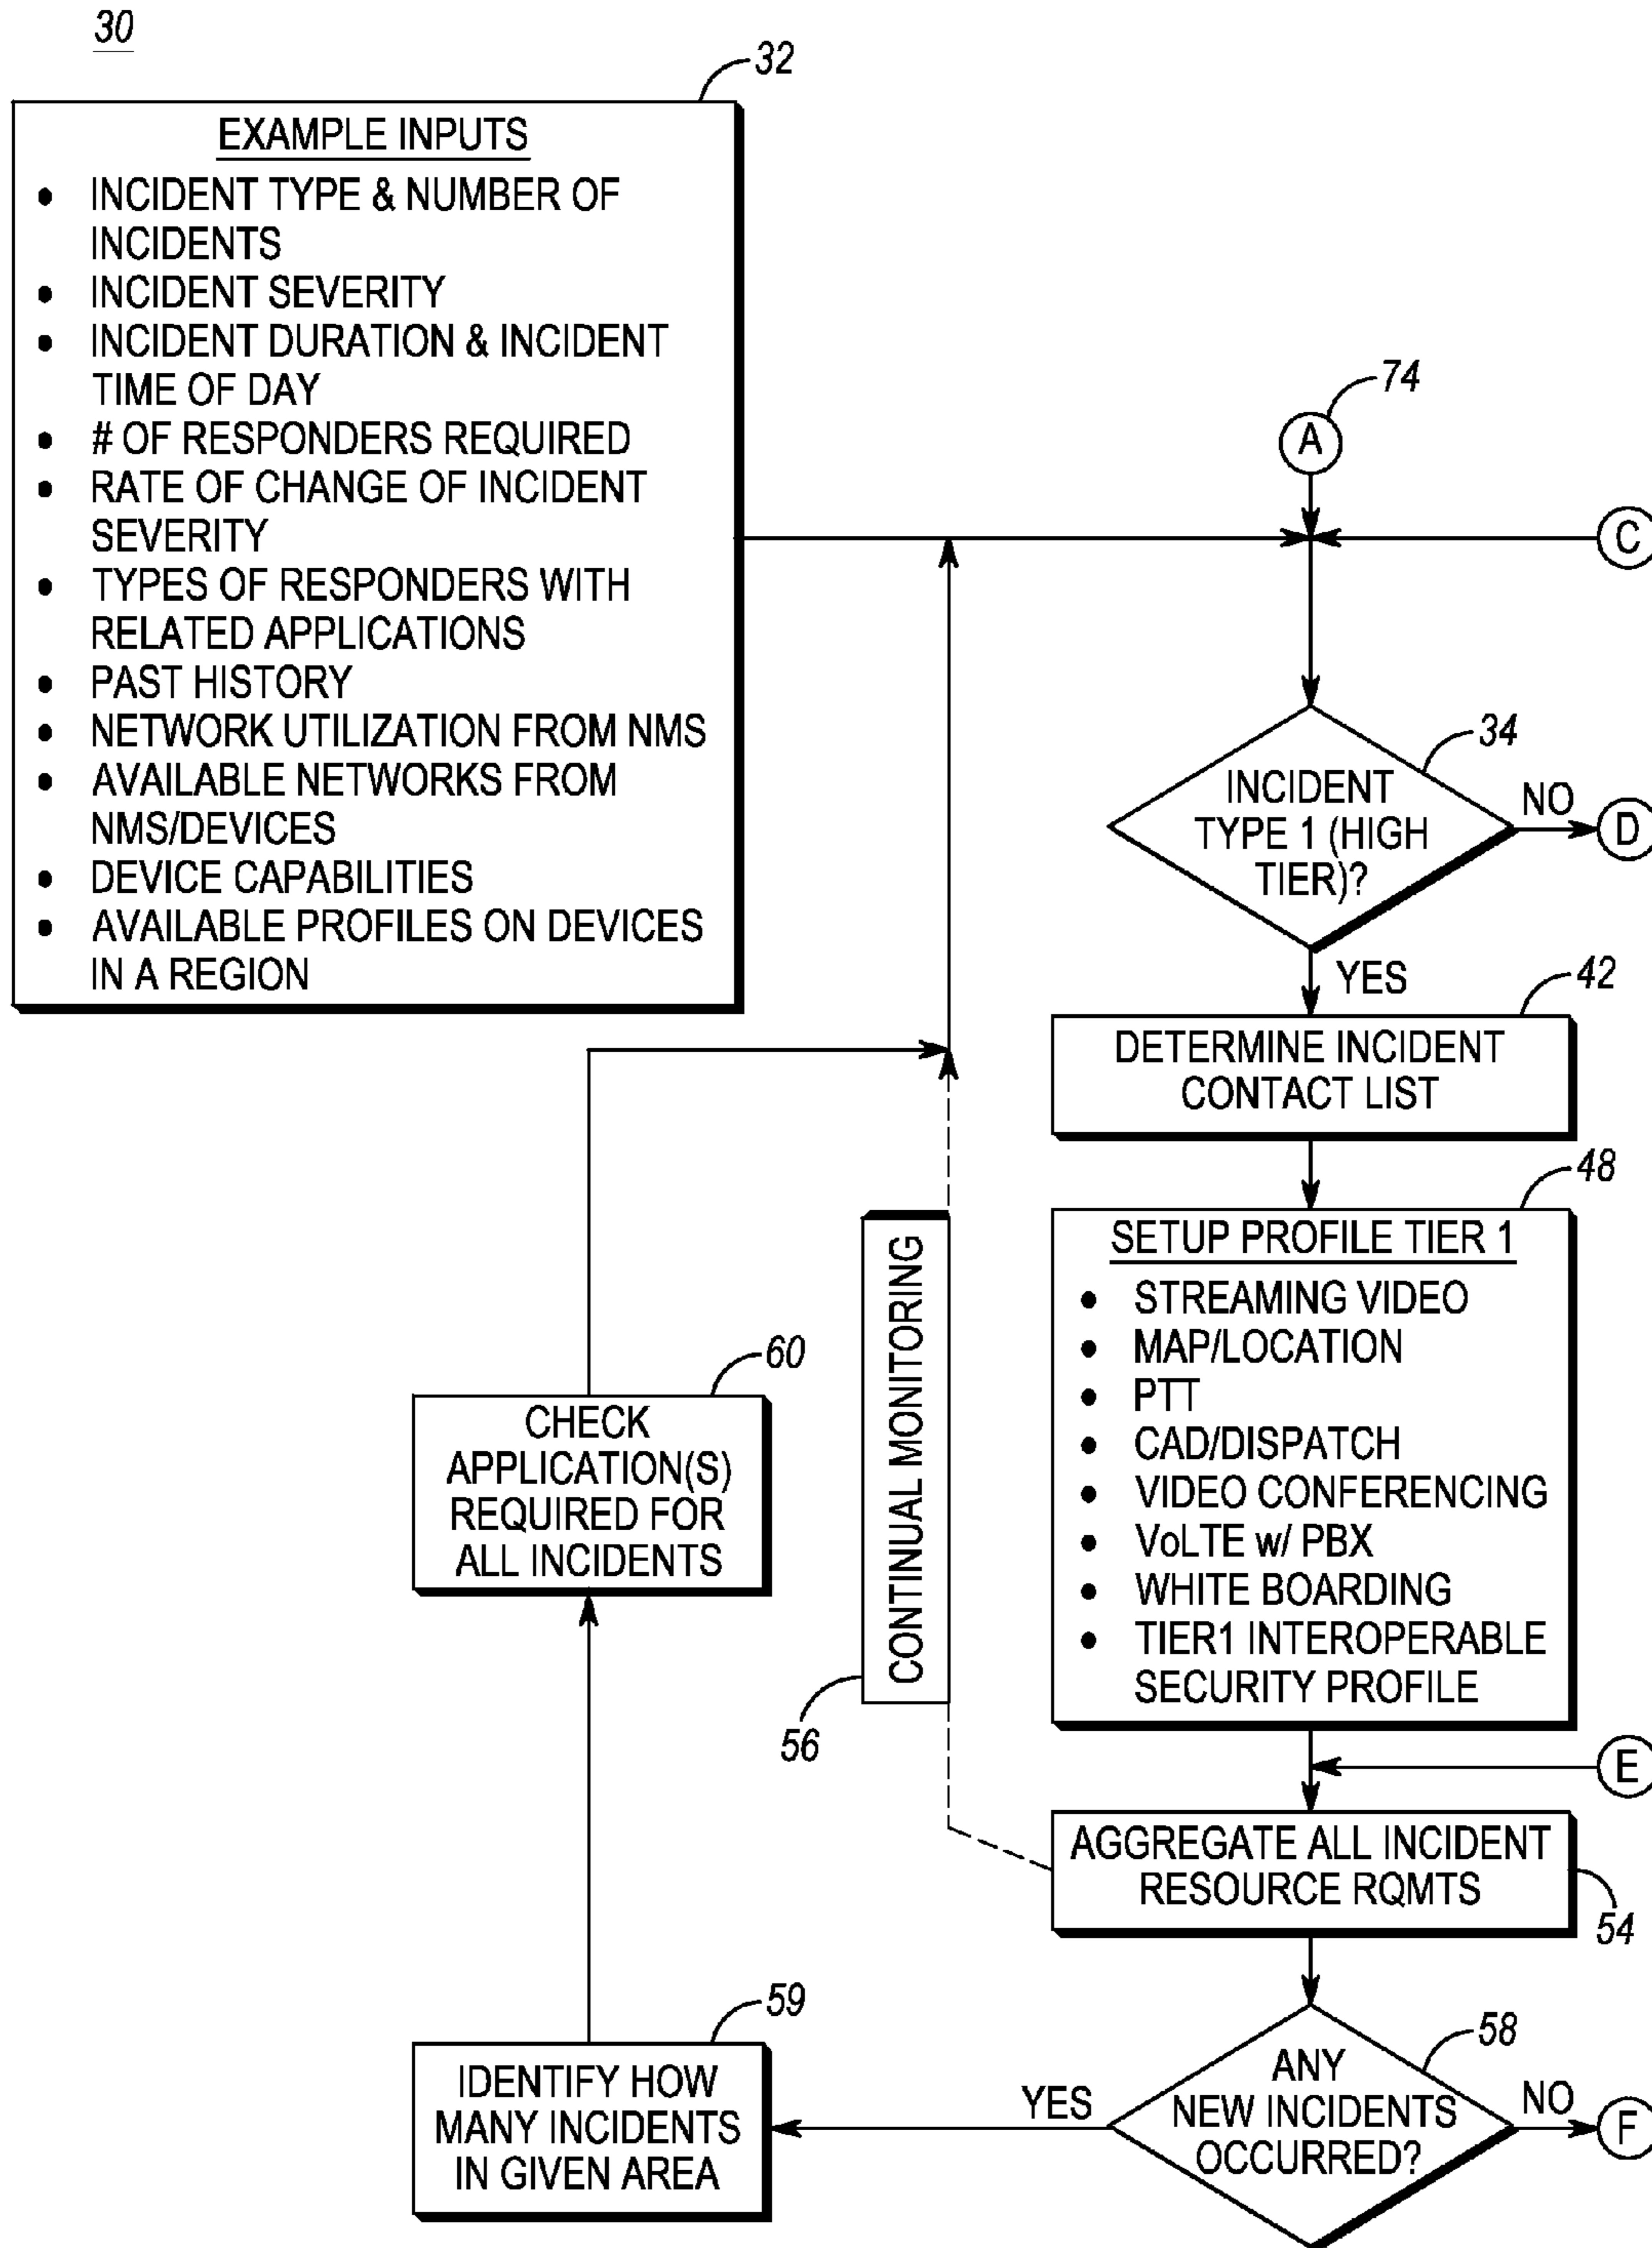 30
32
EXAMPLE INPUTS
• INCIDENT TYPE & NUMBER OF
INCIDENTS
• INCIDENT SEVERITY
• INCIDENT DURATION & INCIDENT
TIME OF DAY
• # OF RESPONDERS REQUIRED
• RATE OF CHANGE OF INCIDENT
SEVERITY
• TYPES OF RESPONDERS WITH
RELATED APPLICATIONS
• PAST HISTORY
• NETWORK UTILIZATION FROM NMS
• AVAILABLE NETWORKS FROM
NMS/DEVICES
• DEVICE CAPABILITIES
• AVAILABLE PROFILES ON DEVICES
IN A REGION
74
A
C
34
INCIDENT
TYPE 1 (HIGH
TIER)?
NO
D
YES
42
DETERMINE INCIDENT
CONTACT LIST
48
SETUP PROFILE TIER 1
• STREAMING VIDEO
• MAP/LOCATION
• PTT
• CAD/DISPATCH
• VIDEO CONFERENCING
• VoLTE w/ PBX
• WHITE BOARDING
• TIER1 INTEROPERABLE
SECURITY PROFILE
CONTINUAL MONITORING
56
60
CHECK
APPLICATION(S)
REQUIRED FOR
ALL INCIDENTS
E
AGGREGATE ALL INCIDENT
RESOURCE RQMTS
54
58
ANY
NEW INCIDENTS
OCCURRED?
NO
F
YES
59
IDENTIFY HOW
MANY INCIDENTS
IN GIVEN AREA